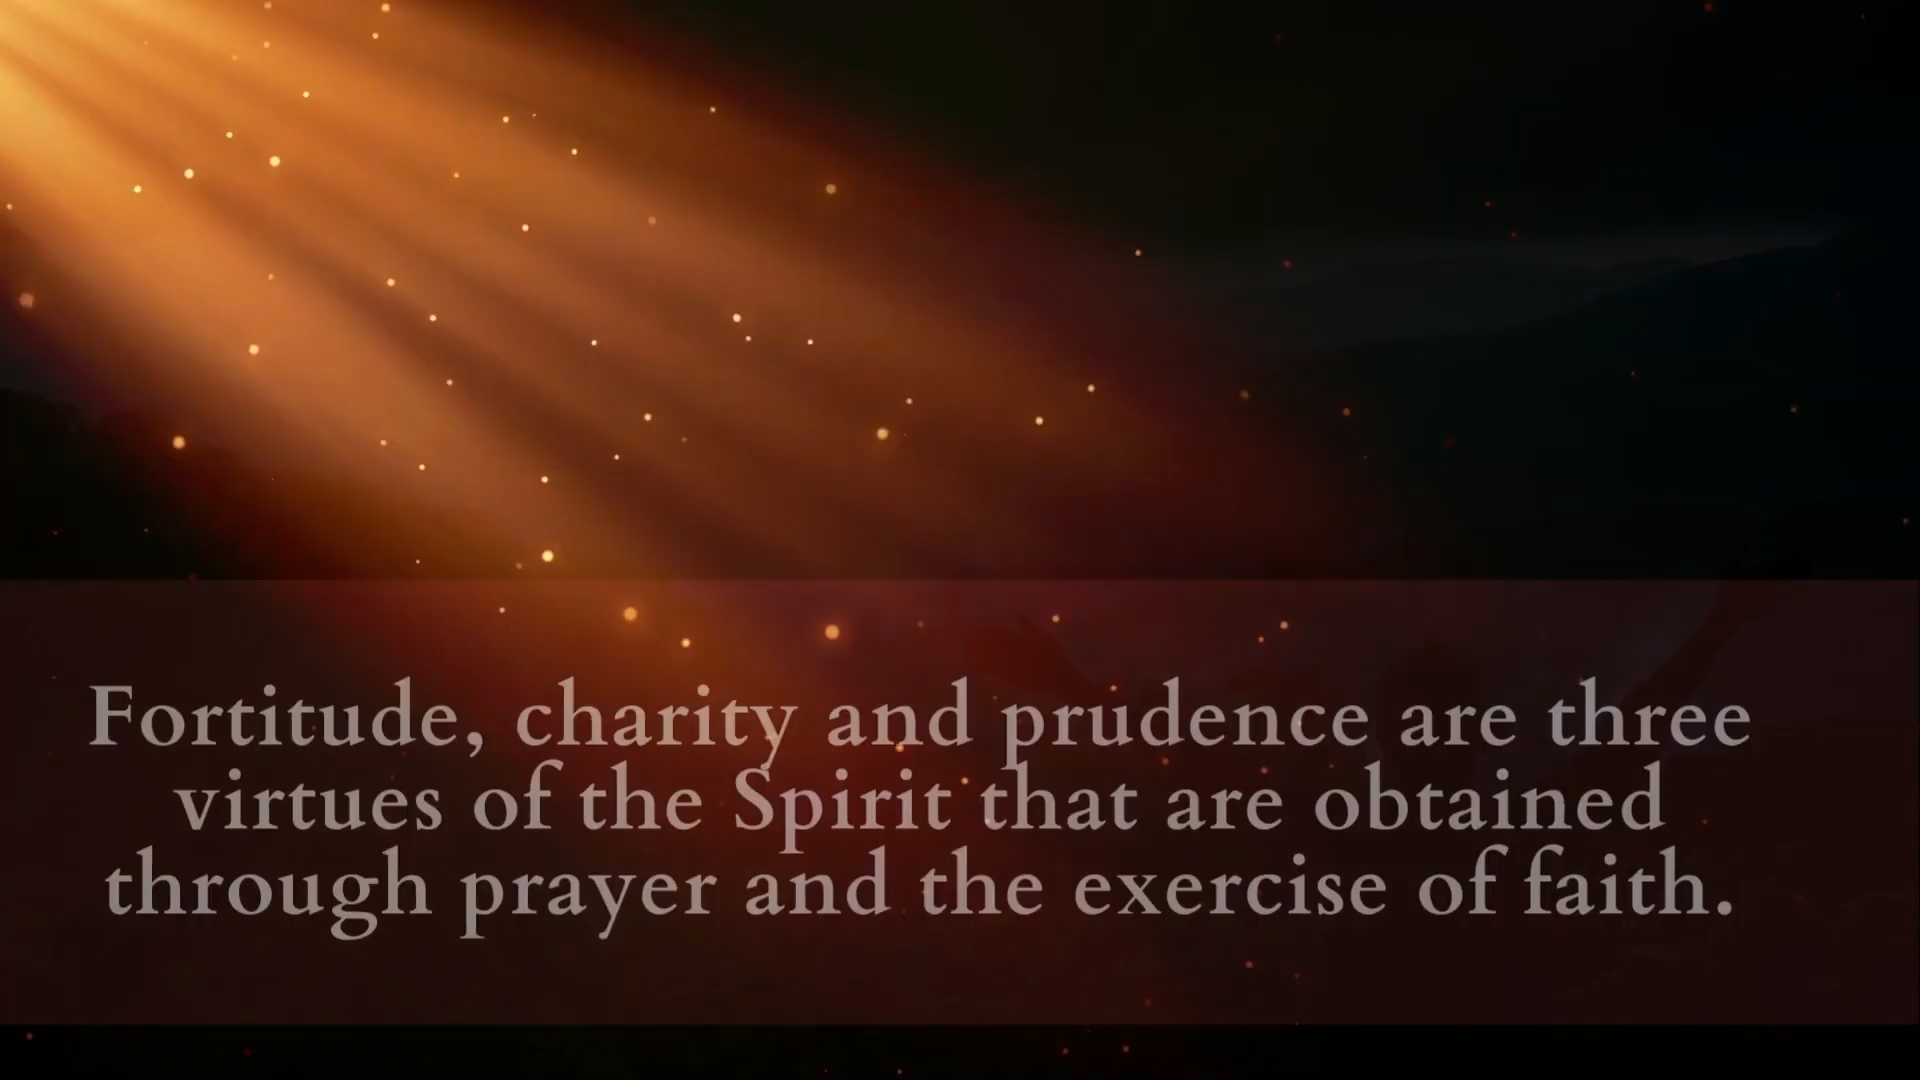 Fortitude, charity and prudence are three
virtues of the Spirit that are obtained
through prayer and the exercise of faith.